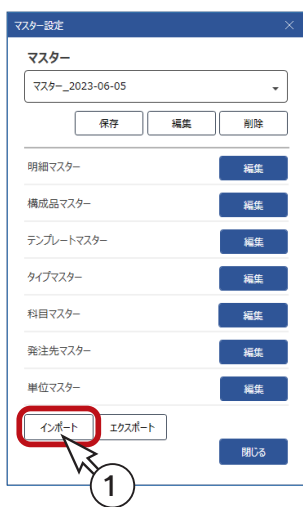 マスター設定
マスター
マスター_2023-06-05
保存 編集 削除
明細マスター 編集
構成品マスター 編集
テンプレートマスター 編集
タイプマスター 編集
科目マスター 編集
発注先マスター 編集
単位マスター 編集
インポート エクスポート
閉じる
1